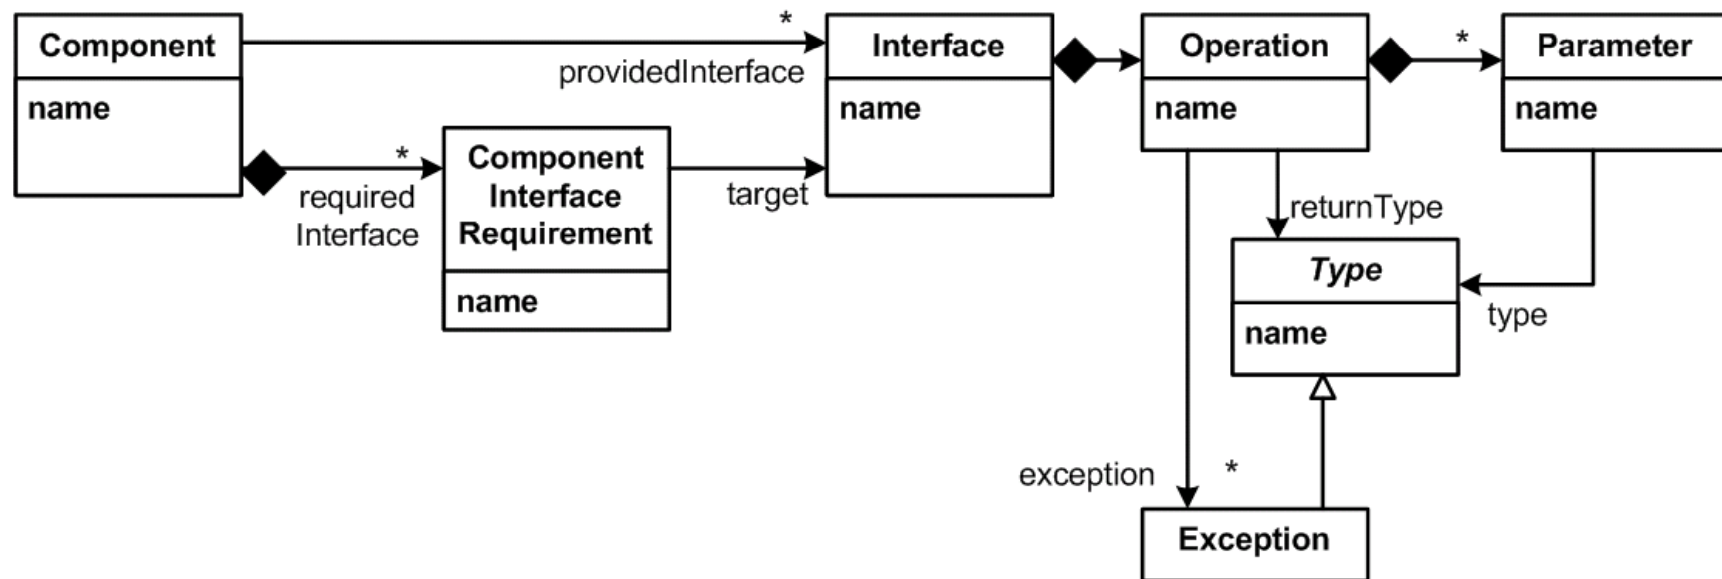 Component
name
*
providedInterface
*
required
Interface
Component
Interface
Requirement
name
target
Interface
name
Operation
name
*
Parameter
name
returnType
Type
name
type
exception
*
Exception